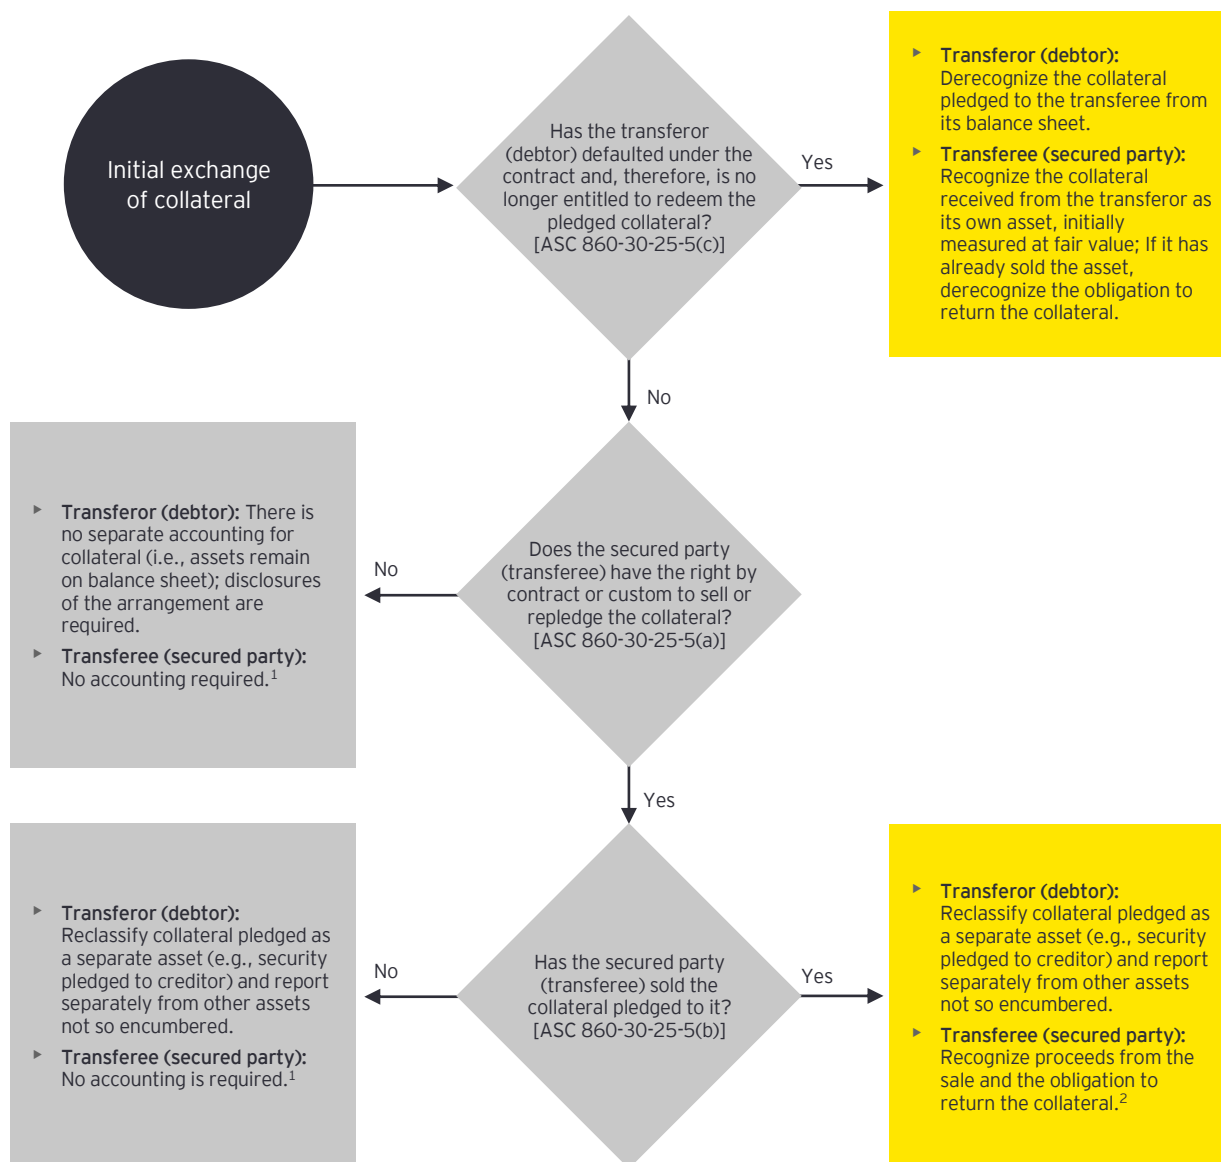 Initial exchange
of collateral
Has the transferor
(debtor) defaulted under the
contract and, therefore, is no
longer entitled to redeem the
pledged collateral?
[ASC 860-30-25-5(c)]
Yes
▸ Transferor (debtor):
Derecognize the collateral
pledged to the transferee from
its balance sheet.
▸ Transferee (secured party):
Recognize the collateral
received from the transferor as
its own asset, initially
measured at fair value; If it has
already sold the asset,
derecognize the obligation to
return the collateral.
No
▸ Transferor (debtor): There is
no separate accounting for
collateral (i.e., assets remain
on balance sheet); disclosures
of the arrangement are
required.
▸ Transferee (secured party):
No accounting required.1
No
Does the secured party
(transferee) have the right by
contract or custom to sell or
repledge the collateral?
[ASC 860-30-25-5(a)]
Yes
▸ Transferor (debtor):
Reclassify collateral pledged as
a separate asset (e.g., security
pledged to creditor) and report
separately from other assets
not so encumbered.
▸ Transferee (secured party):
No accounting is required.1
No
Has the secured party
(transferee) sold the
collateral pledged to it?
[ASC 860-30-25-5(b)]
Yes
▸ Transferor (debtor):
Reclassify collateral pledged as
a separate asset (e.g., security
pledged to creditor) and report
separately from other assets
not so encumbered.
▸ Transferee (secured party):
Recognize proceeds from the
sale and the obligation to
return the collateral.2